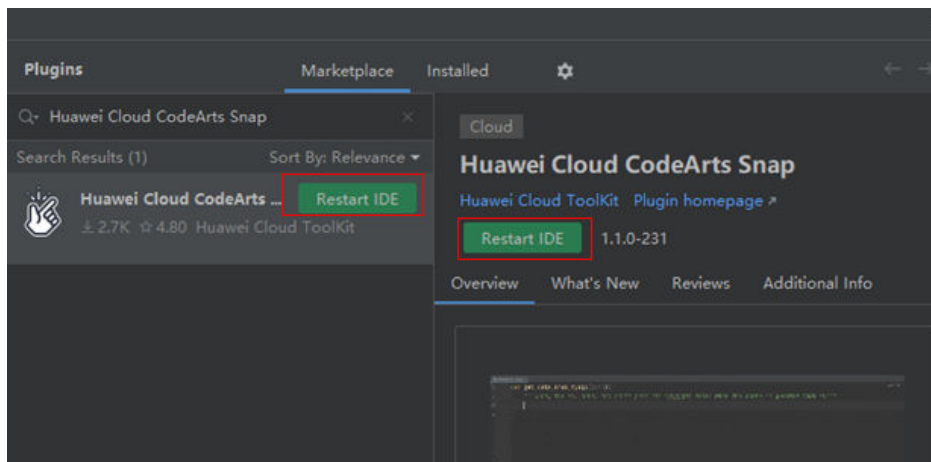 Plugins Marketplace Installed
Huawei Cloud CodeArts Snap
Search Results (1) Sort By: Relevance
Huawei Cloud CodeArts ... Restart IDE
2.7K 4.80 Huawei Cloud ToolKit
Cloud
Huawei Cloud CodeArts Snap
Huawei Cloud ToolKit Plugin homepage
Restart IDE 1.1.0-231
Overview What's New Reviews Additional Info